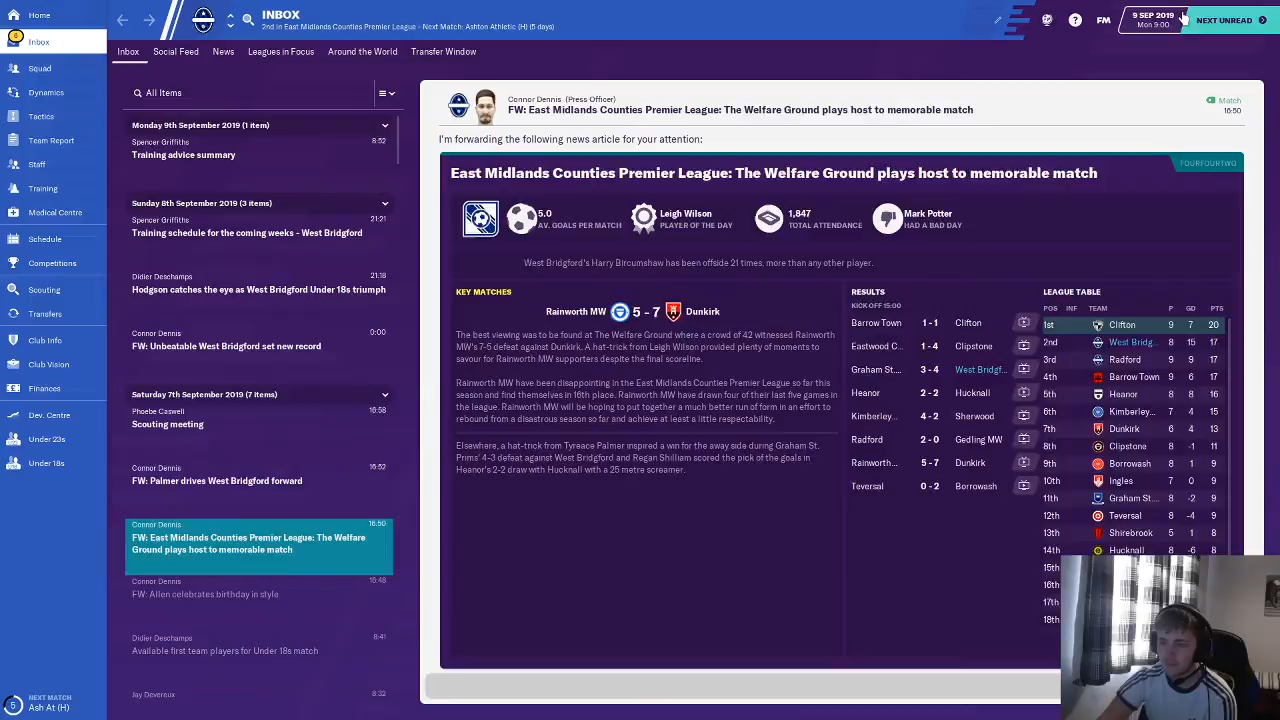 Home
INBOX
2nd in East Midlands Counties Premier League - Next Match: Ashton Athletic (H) (5 days)
FM
9 SEP 2019
Mon 9:00
NEXT UNREAD
6
Inbox
Squad
Dynamics
Tactics
Team Report
Staff
Training
Medical Centre
Schedule
Competitions
Scouting
Transfers
Club Info
Club Vision
Finances
Dev. Centre
Under 23s
Under 18s
5
NEXT MATCH
Ash At (H)
Inbox
Social Feed
News
Leagues in Focus
Around the World
Transfer Window
All Items
Monday 9th September 2019 (1 item)
Spencer Griffiths
8:52
Training advice summary
Sunday 8th September 2019 (3 items)
Spencer Griffiths
21:21
Training schedule for the coming weeks - West Bridgford
Didier Deschamps
21:18
Hodgson catches the eye as West Bridgford Under 18s triumph
Connor Dennis
0:00
FW: Unbeatable West Bridgford set new record
Saturday 7th September 2019 (7 items)
Phoebe Caswell
16:58
Scouting meeting
Connor Dennis
16:52
FW: Palmer drives West Bridgford forward
Connor Dennis
16:50
FW: East Midlands Counties Premier League: The Welfare
Ground plays host to memorable match
Connor Dennis
16:48
FW: Allen celebrates birthday in style
Didier Deschamps
8:41
Available first team players for Under 18s match
Jay Devereux
8:32
Connor Dennis (Press Officer)
FW: East Midlands Counties Premier League: The Welfare Ground plays host to memorable match
Match
16:50
I'm forwarding the following news article for your attention:
FOURFOURTWO
East Midlands Counties Premier League: The Welfare Ground plays host to memorable match
5.0
AV. GOALS PER MATCH
Leigh Wilson
PLAYER OF THE DAY
1,847
TOTAL ATTENDANCE
Mark Potter
HAD A BAD DAY
West Bridgford's Harry Bircumshaw has been offside 21 times, more than any other player.
KEY MATCHES
Rainworth MW 5 - 7 Dunkirk
The best viewing was to be found at The Welfare Ground where a crowd of 42 witnessed Rainworth
MW's 7-5 defeat against Dunkirk. A hat-trick from Leigh Wilson provided plenty of moments to
savour for Rainworth MW supporters despite the final scoreline.
Rainworth MW have been disappointing in the East Midlands Counties Premier League so far this
season and find themselves in 16th place. Rainworth MW have drawn four of their last five games in
the league. Rainworth MW will be hoping to put together a much better run of form in an effort to
rebound from a disastrous season so far and achieve at least a little respectability.
Elsewhere, a hat-trick from Tyreace Palmer inspired a win for the away side during Graham St.
Prims' 4-3 defeat against West Bridgford and Regan Shilliam scored the pick of the goals in
Heanor's 2-2 draw with Hucknall with a 25 metre screamer.
RESULTS
KICK OFF 15:00
Barrow Town 1 - 1 Clifton
Eastwood C... 1 - 4 Clipstone
Graham St.... 3 - 4 West Bridgf...
Heanor 2 - 2 Hucknall
Kimberley... 4 - 2 Sherwood
Radford 2 - 0 Gedling MW
Rainworth... 5 - 7 Dunkirk
Teversal 0 - 2 Borrowash
LEAGUE TABLE
POS INF TEAM P GD PTS
1st Clifton 9 7 20
2nd West Bridg... 8 15 17
3rd Radford 9 9 17
4th Barrow Town 9 6 17
5th Heanor 8 8 16
6th Kimberley... 7 4 15
7th Dunkirk 6 4 13
8th Clipstone 8 -1 11
9th Borrowash 8 1 9
10th Ingles 7 0 9
11th Graham St.... 8 -2 9
12th Teversal 8 -4 9
13th Shirebrook 5 1 8
14th Hucknall 8 -6 8
15th
16th
17th
18th